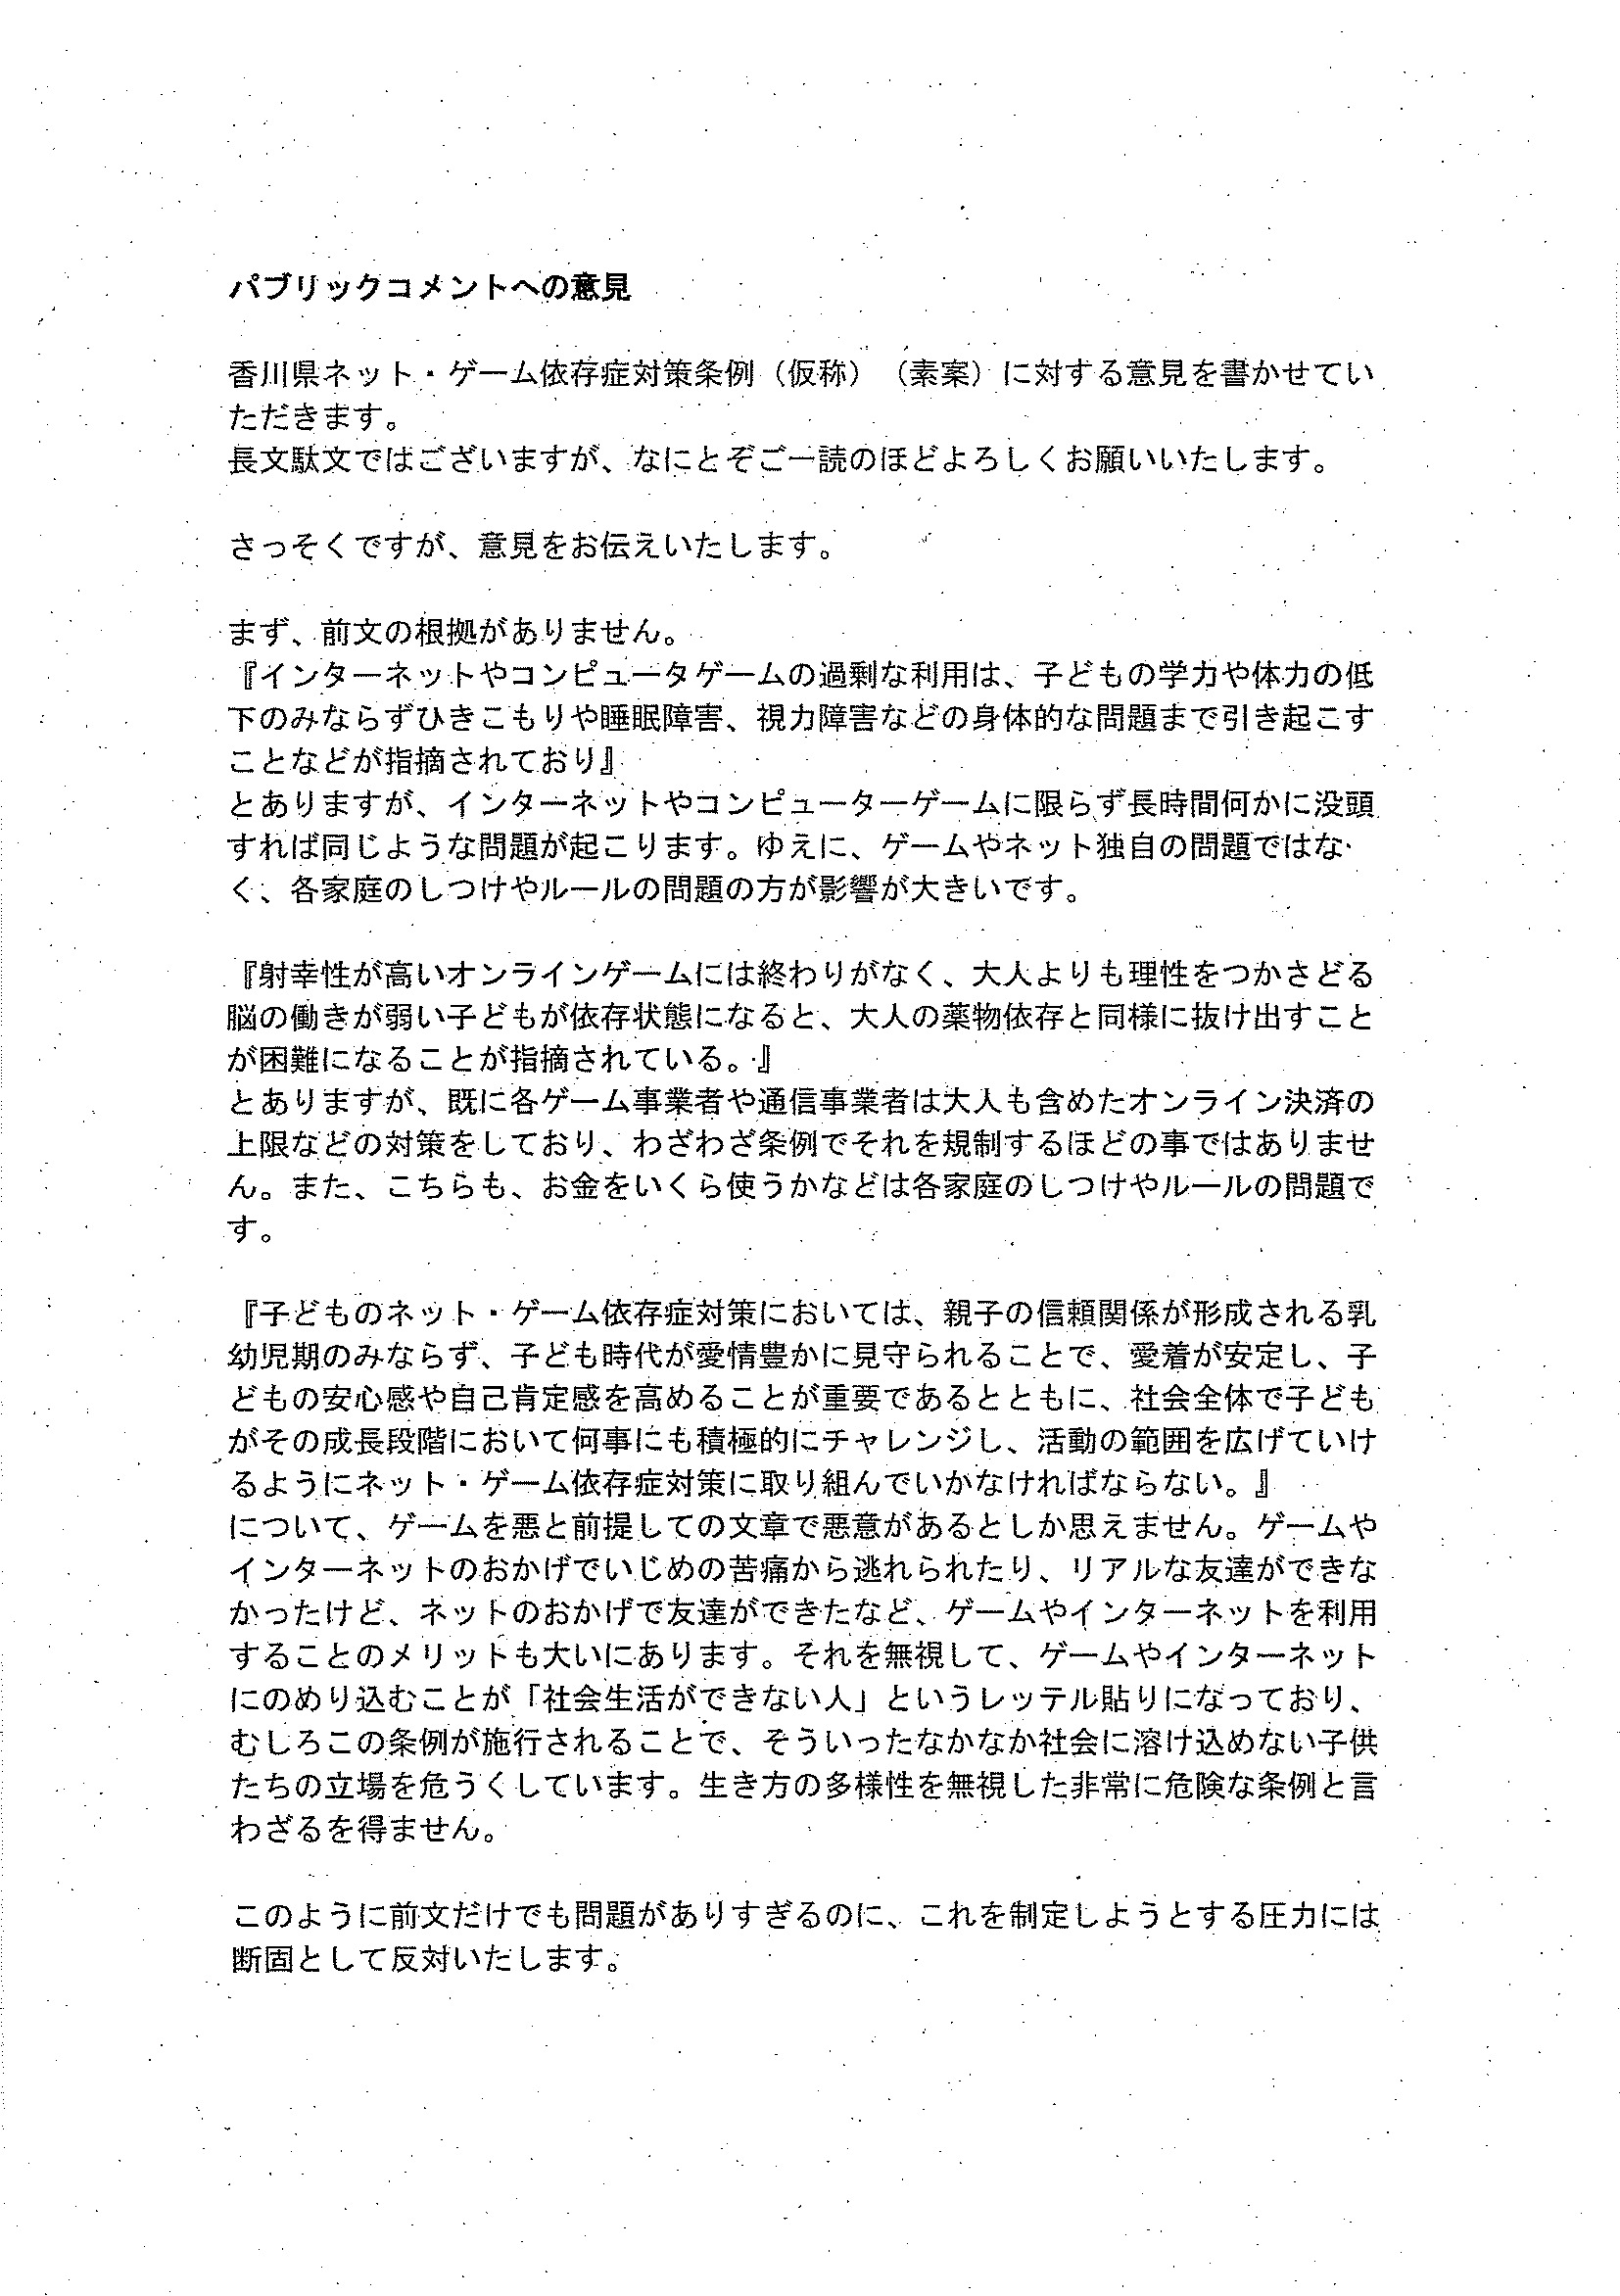 パブリックコメントへの意見
香川県ネット・ゲーム依存症対策条例（仮称）（素案）に対する意見を書かせてい
ただきます。
長文駄文ではございますが、なにとぞご一読のほどよろしくお願いいたします。
さっそくですが、意見をお伝えいたします。
まず、前文の根拠がありません。
『インターネットやコンピュータゲームの過剰な利用は、子どもの学力や体力の低
下のみならずひきこもりや睡眠障害、視力障害などの身体的な問題まで引き起こす
ことなどが指摘されており』
とありますが、インターネットやコンピューターゲームに限らず長時間何かに没頭
すれば同じような問題が起こります。ゆえに、ゲームやネット独自の問題ではな
く、各家庭のしつけやルールの問題の方が影響が大きいです。
『射幸性が高いオンラインゲームには終わりがなく、大人よりも理性をつかさどる
脳の働きが弱い子どもが依存状態になると、大人の薬物依存と同様に抜け出すこと
が困難になることが指摘されている。』
とありますが、既に各ゲーム事業者や通信事業者は大人も含めたオンライン決済の
上限などの対策をしており、わざわざ条例でそれを規制するほどの事ではありませ
ん。また、こちらも、お金をいくら使うかなどは各家庭のしつけやルールの問題で
す。
『子どものネット・ゲーム依存症対策においては、親子の信頼関係が形成される乳
幼児期のみならず、子ども時代が愛情豊かに見守られることで、愛着が安定し、子
どもの安心感や自己肯定感を高めることが重要であるとともに、社会全体で子ども
がその成長段階において何事にも積極的にチャレンジし、活動の範囲を広げていけ
るようにネット・ゲーム依存症対策に取り組んでいかなければならない。』
について、ゲームを悪と前提しての文章で悪意があるとしか思えません。ゲームや
インターネットのおかげでいじめの苦痛から逃れられたり、リアルな友達ができな
かったけど、ネットのおかげで友達ができたなど、ゲームやインターネットを利用
することのメリットも大いにあります。それを無視して、ゲームやインターネット
にのめり込むことが「社会生活ができない人」というレッテル貼りになっており、
むしろこの条例が施行されることで、そういったなかなか社会に溶け込めない子供
たちの立場を危うくしています。生き方の多様性を無視した非常に危険な条例と言
わざるを得ません。
このように前文だけでも問題がありすぎるのに、これを制定しようとする圧力には
断固として反対いたします。